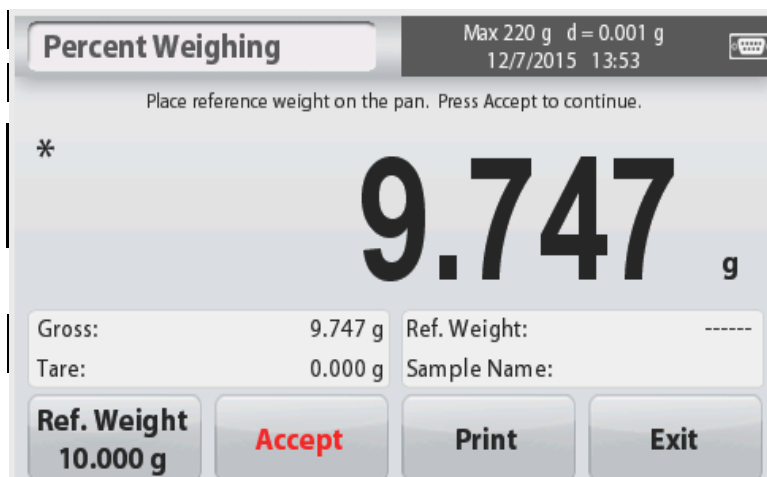 Percent Weighing
Max 220 g d = 0.001 g
12/7/2015 13:53
Place reference weight on the pan. Press Accept to continue.
*
9.747 g
Gross: 9.747 g
Tare: 0.000 g
Ref. Weight: ------
Sample Name:
Ref. Weight
10.000 g
Accept
Print
Exit